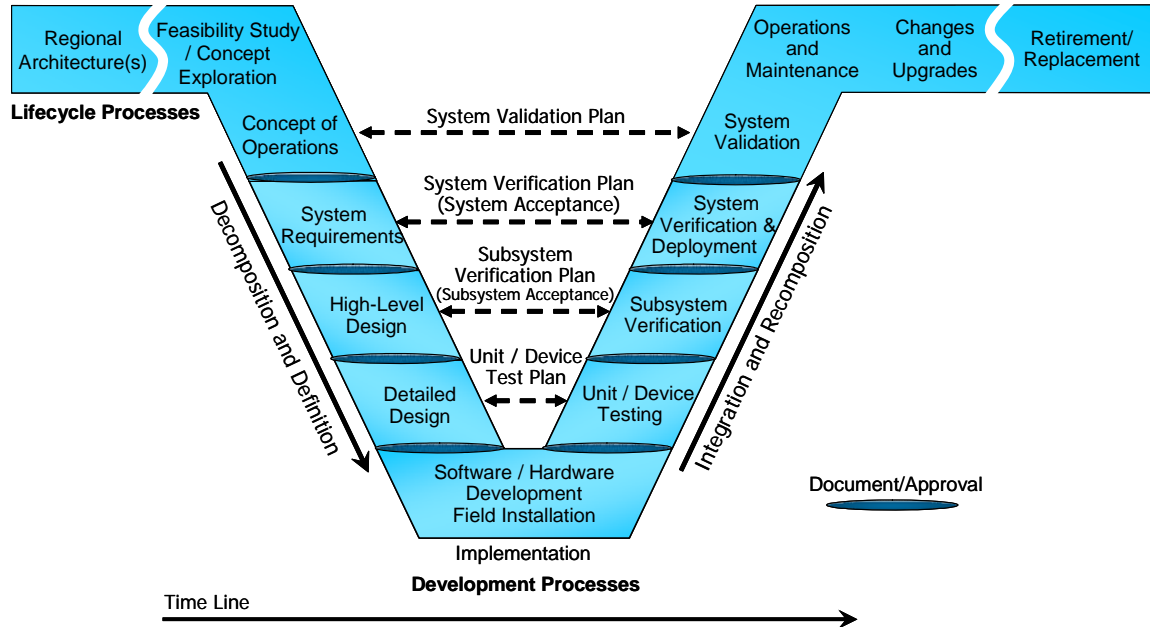 Regional
Architecture(s)
Feasibility Study
/ Concept
Exploration
Operations
and
Maintenance
Changes
and
Upgrades
Retirement/
Replacement
Lifecycle Processes
Concept of
Operations
System Validation Plan
System
Validation
System Verification Plan
(System Acceptance)
System
Requirements
System
Verification &
Deployment
Subsystem
Verification Plan
(Subsystem Acceptance)
High-Level
Design
Subsystem
Verification
Unit / Device
Test Plan
Detailed
Design
Unit / Device
Testing
Decomposition and Definition
Integration and Recomposition
Software / Hardware
Development
Field Installation
Document/Approval
Implementation
Development Processes
Time Line